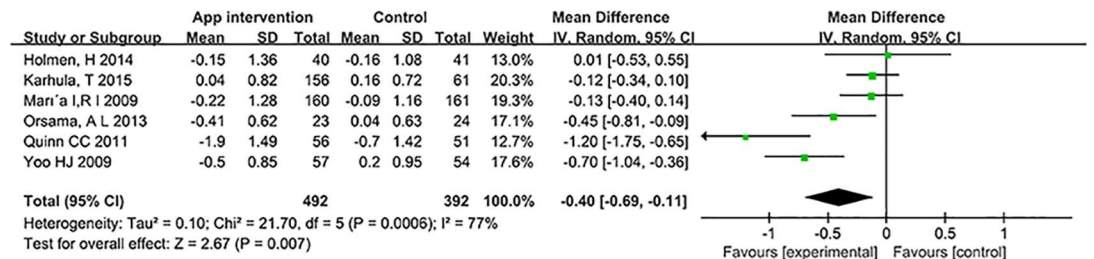 App intervention Control Mean Difference Mean Difference
Study or Subgroup Mean SD Total Mean SD Total Weight IV, Random, 95% CI IV, Random, 95% CI
Holmen, H 2014 -0.15 1.36 40 -0.16 1.08 41 13.0% 0.01 [-0.53, 0.55]
Karhula, T 2015 0.04 0.82 156 0.16 0.72 61 20.3% -0.12 [-0.34, 0.10]
Marı´a I,R I 2009 -0.22 1.28 160 -0.09 1.16 161 19.3% -0.13 [-0.40, 0.14]
Orsama, A L 2013 -0.41 0.62 23 0.04 0.63 24 17.1% -0.45 [-0.81, -0.09]
Quinn CC 2011 -1.9 1.49 56 -0.7 1.42 51 12.7% -1.20 [-1.75, -0.65]
Yoo HJ 2009 -0.5 0.85 57 0.2 0.95 54 17.6% -0.70 [-1.04, -0.36]
Total (95% CI) 492 392 100.0% -0.40 [-0.69, -0.11]
Heterogeneity: Tau² = 0.10; Chi² = 21.70, df = 5 (P = 0.0006); I² = 77%
Test for overall effect: Z = 2.67 (P = 0.007)
-1 -0.5 0 0.5 1
Favours [experimental] Favours [control]